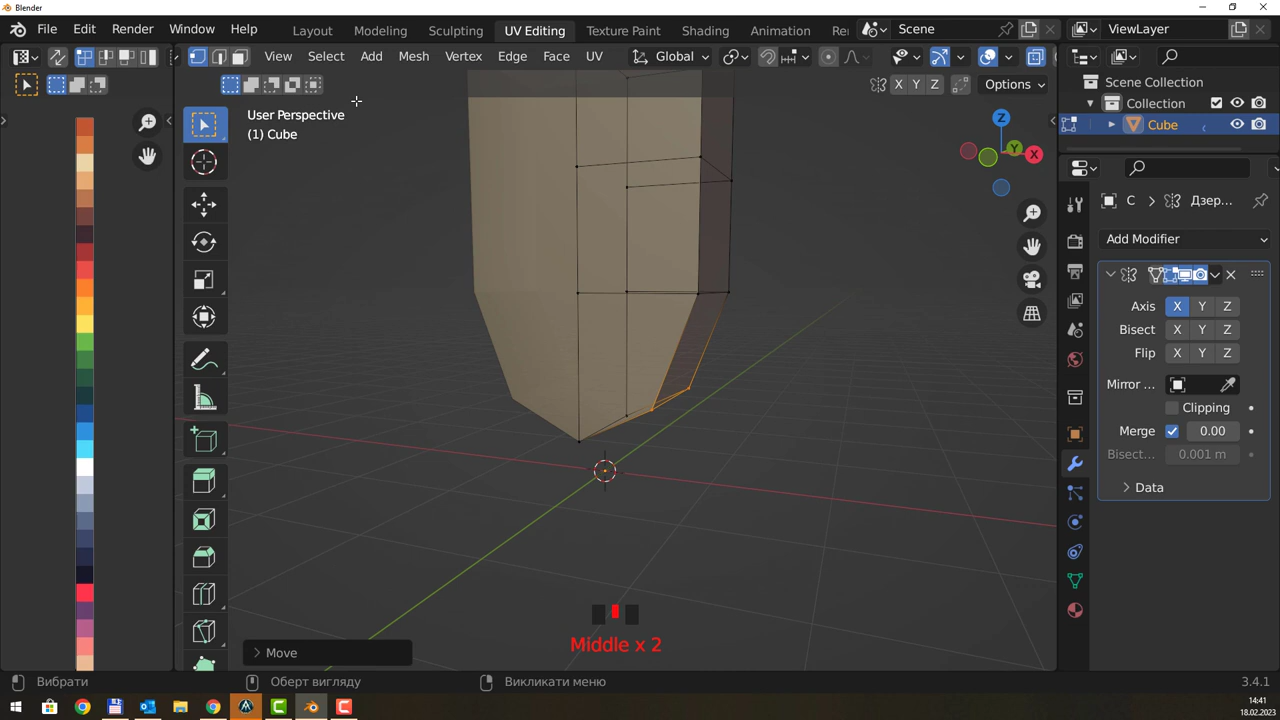 Blender
File Edit Render Window Help Layout Modeling Sculpting UV Editing Texture Paint Shading Animation Re Scene ViewLayer
View Select Add Mesh Vertex Edge Face UV Global
X Y Z Options
User Perspective
(1) Cube
Z
Y
X
Scene Collection
Collection
Cube
C > Дзер...
Add Modifier
Axis X Y Z
Bisect X Y Z
Flip X Y Z
Mirror ...
Clipping
Merge 0.00
Bisect... 0.001 m
Data
Middle x 2
Move
Вибрати Оберт вигляду Викликати меню 3.4.1
14:41
18.02.2023